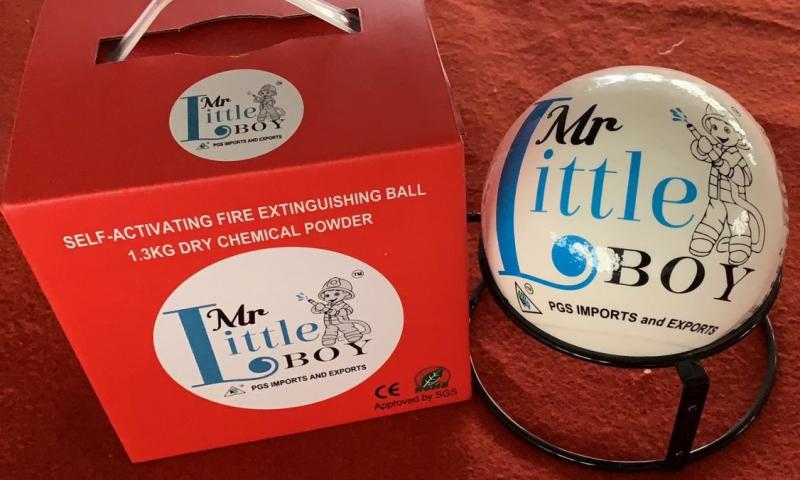 Mr
Little
BOY
TM
PGS IMPORTS AND EXPORTS
SELF-ACTIVATING FIRE EXTINGUISHING BALL
1.3KG DRY CHEMICAL POWDER
Mr
Little
BOY
TM
PGS IMPORTS AND EXPORTS
CE
Approved by SGS
Mr
Little
BOY
TM
PGS IMPORTS and EXPORTS